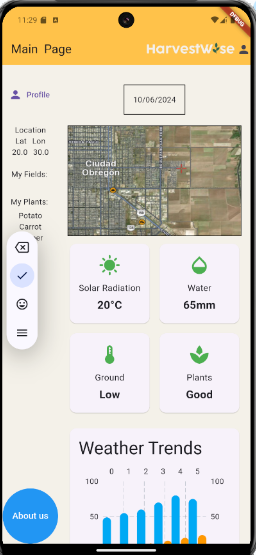 11:29
DEBUG
Main Page
HarvestWise
Profile
10/06/2024
Location
Lat Lon
20.0 30.0
My Fields:
My Plants:
Potato
Carrot
Ciudad
Obregón
Solar Radiation
20°C
Water
65mm
Ground
Low
Plants
Good
Weather Trends
0 1 2 3 4 5
100 100
50 50
About us